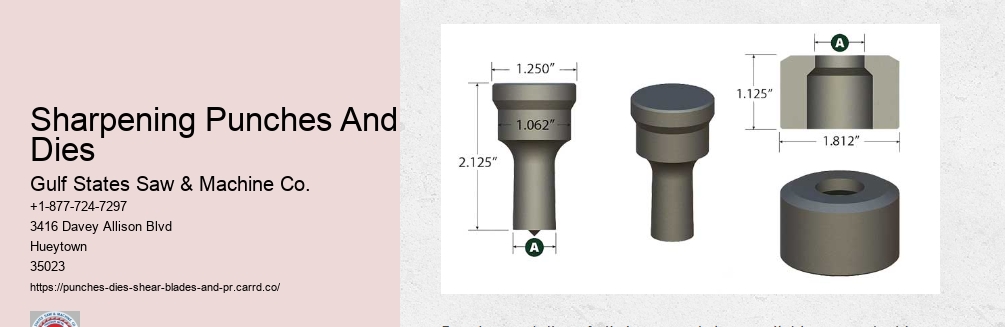 Sharpening Punches And
Dies
Gulf States Saw & Machine Co.
+1-877-724-7297
3416 Davey Allison Blvd
Hueytown
35023
https://punches-dies-shear-blades-and-pr.carrd.co/
1.250"
1.062"
2.125"
A
A
1.125"
1.812"